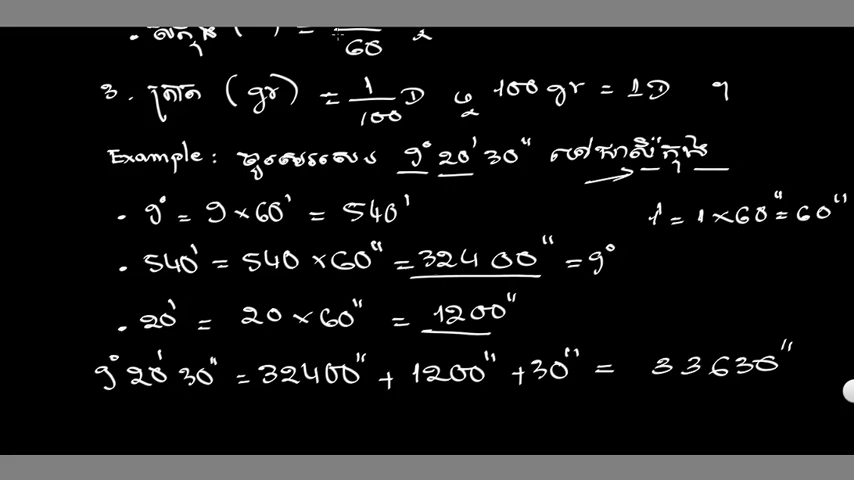 60
3. ក្រាត (gr) = 1/100 D ឬ 100 gr = 1D ។
Example: ចូរសរសេរ 9° 20' 30" ទៅជាស៊ីកុង
• 9° = 9 × 60' = 540'
1' = 1 × 60" = 60"
• 540' = 540 × 60" = 32400" = 9°
• 20' = 20 × 60" = 1200"
9° 20' 30" = 32400" + 1200" + 30" = 33630"